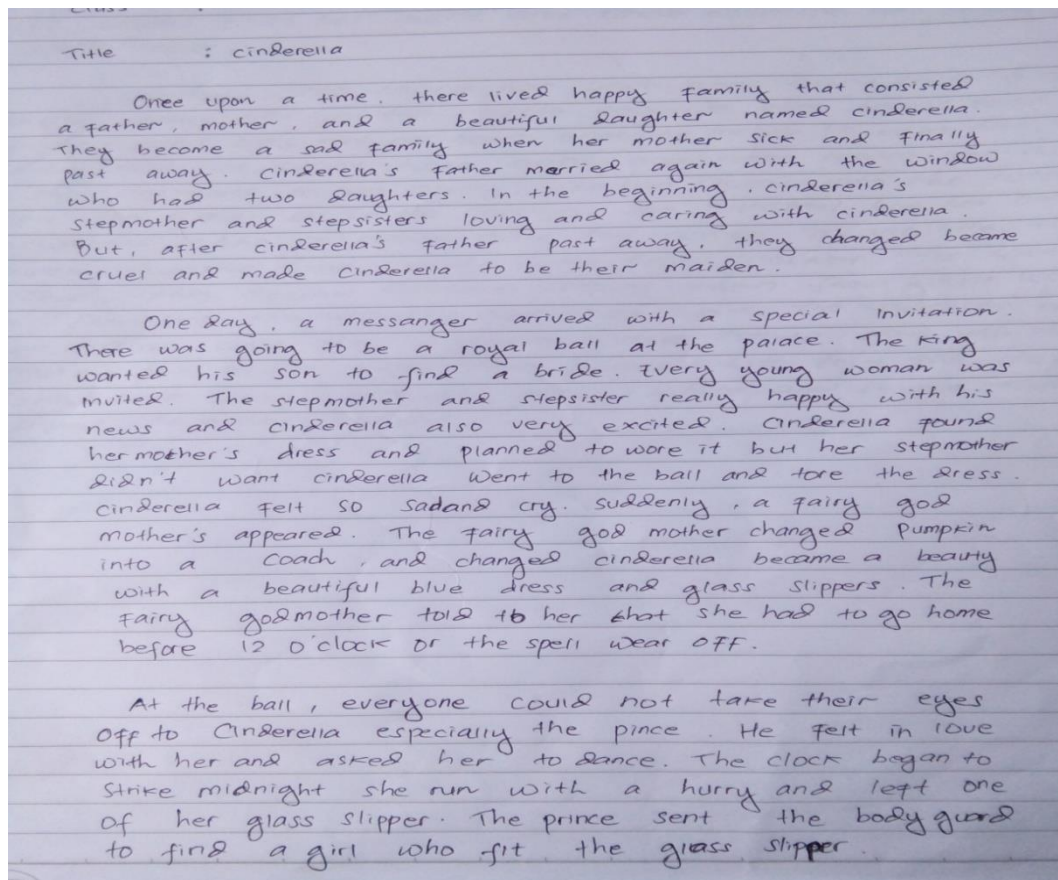 Title : cinderella
Once upon a time. there lived happy family that consisted
a father, mother, and a beautiful daughter named cinderella.
They become a sad family when her mother sick and finally
past away. cinderella's father married again with the window
who had two daughters. In the beginning, cinderella's
stepmother and stepsisters loving and caring with cinderella.
But, after cinderella's father past away, they changed became
cruel and made cinderella to be their maiden.
One day, a messanger arrived with a special Invitation.
There was going to be a royal ball at the palace. The King
wanted his son to find a bride. Every young woman was
invited. The stepmother and stepsister really happy with his
news and cinderella also very excited. Cinderella found
her mother's dress and planned to wore it but her stepmother
didn't want cinderella went to the ball and tore the dress.
cinderella felt so sadand cry. suddenly, a fairy god
mother's appeared. The fairy god mother changed Pumpkin
into a coach, and changed cinderella became a beauty
with a beautiful blue dress and glass slippers. The
fairy godmother told to her that she had to go home
before 12 o'clock or the spell wear off.
At the ball, everyone could not take their eyes
off to Cinderella especially the pince. He felt in love
with her and asked her to dance. The clock began to
strike midnight she run with a hurry and left one
of her glass slipper. The prince sent the body guard
to find a girl who fit the glass slipper.